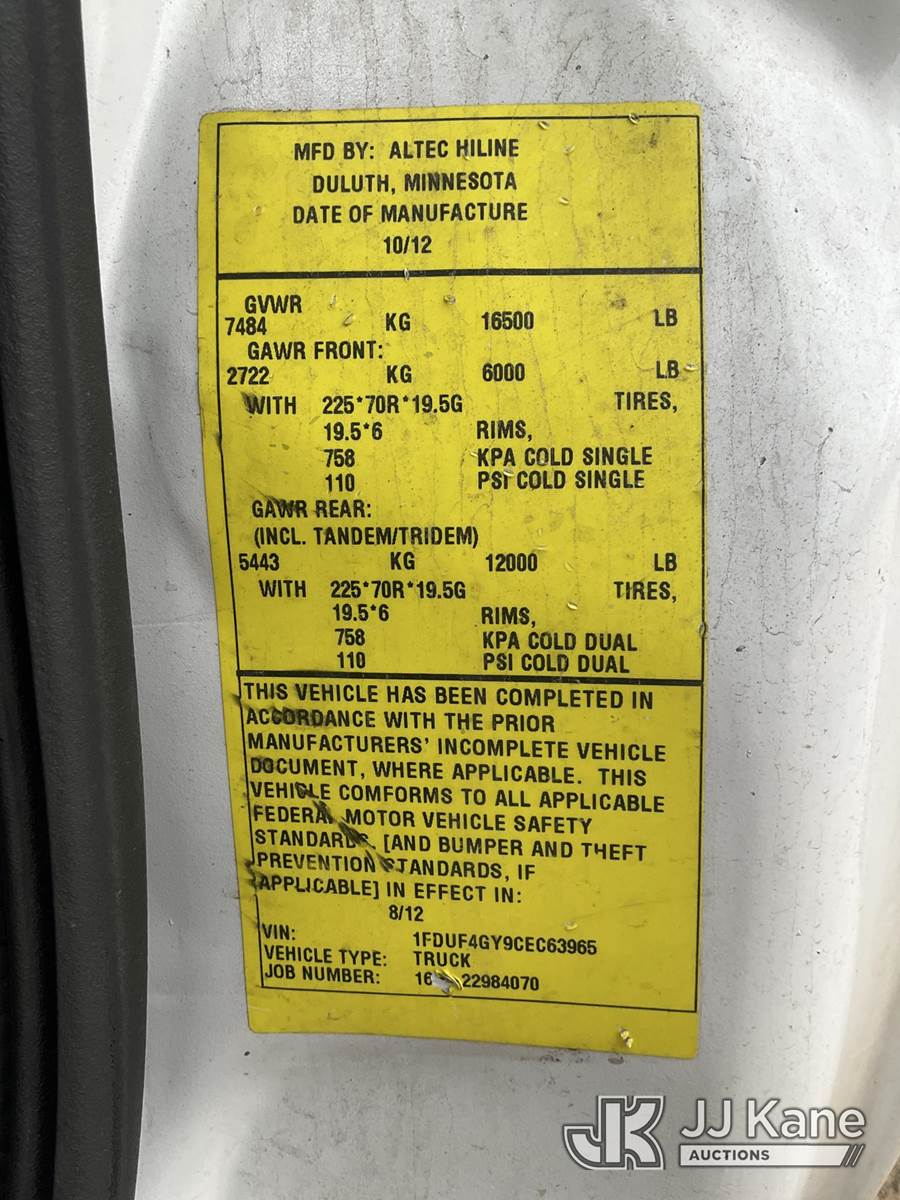 MFD BY: ALTEC HILINE
DULUTH, MINNESOTA
DATE OF MANUFACTURE
10/12
GVWR
7484 KG 16500 LB
GAWR FRONT:
2722 KG 6000 LB
WITH 225*70R*19.5G TIRES,
19.5*6 RIMS,
758 KPA COLD SINGLE
110 PSI COLD SINGLE
GAWR REAR:
(INCL. TANDEM/TRIDEM)
5443 KG 12000 LB
WITH 225*70R*19.5G TIRES,
19.5*6 RIMS,
758 KPA COLD DUAL
110 PSI COLD DUAL
THIS VEHICLE HAS BEEN COMPLETED IN
ACCORDANCE WITH THE PRIOR
MANUFACTURERS' INCOMPLETE VEHICLE
DOCUMENT, WHERE APPLICABLE. THIS
VEHICLE COMFORMS TO ALL APPLICABLE
FEDERAL MOTOR VEHICLE SAFETY
STANDARDS, [AND BUMPER AND THEFT
PREVENTION STANDARDS, IF
APPLICABLE] IN EFFECT IN:
8/12
VIN: 1FDUF4GY9CEC63965
VEHICLE TYPE: TRUCK
JOB NUMBER: 22984070
JK JJ Kane
AUCTIONS